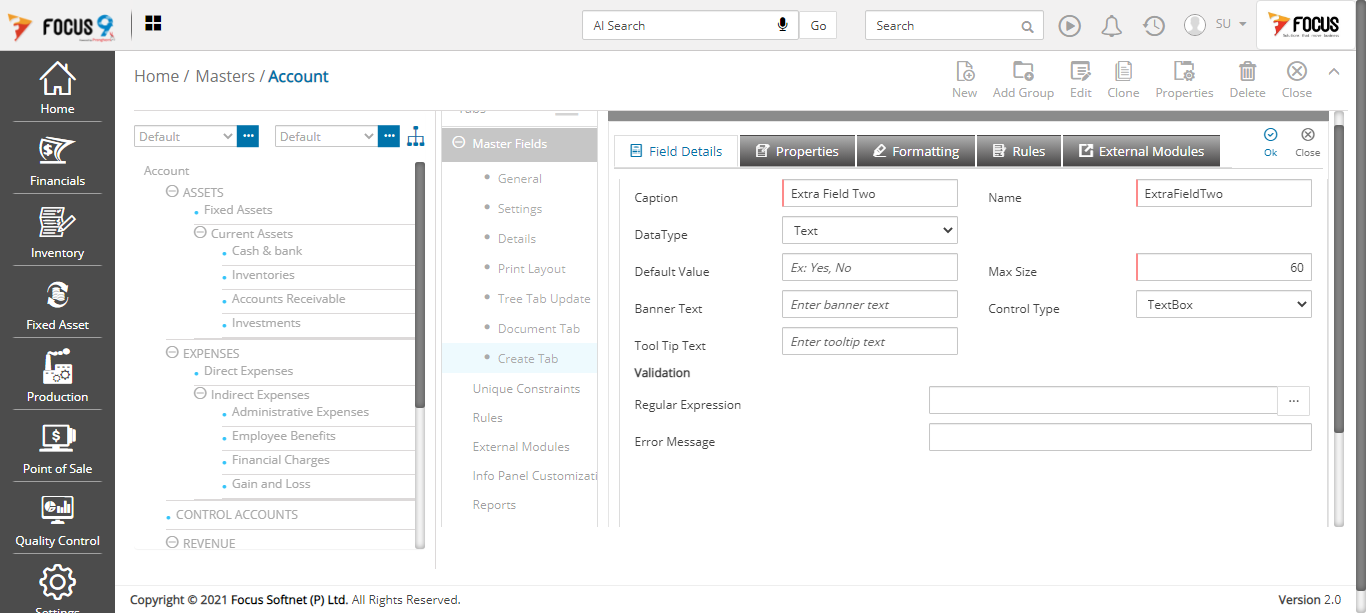 FOCUS 9
AI Search
Go
Search
SU
FOCUS
Home / Masters / Account
New
Add Group
Edit
Clone
Properties
Delete
Close
Home
Financials
Inventory
Fixed Asset
Production
Point of Sale
Quality Control
Settings
Default
...
Default
...
Account
ASSETS
Fixed Assets
Current Assets
Cash & bank
Inventories
Accounts Receivable
Investments
EXPENSES
Direct Expenses
Indirect Expenses
Administrative Expenses
Employee Benefits
Financial Charges
Gain and Loss
CONTROL ACCOUNTS
REVENUE
Tabs
Master Fields
General
Settings
Details
Print Layout
Tree Tab Update
Document Tab
Create Tab
Unique Constraints
Rules
External Modules
Info Panel Customizati
Reports
Field Details
Properties
Formatting
Rules
External Modules
Ok
Close
Caption
Extra Field Two
Name
ExtraFieldTwo
DataType
Text
Default Value
Ex: Yes, No
Max Size
60
Banner Text
Enter banner text
Control Type
TextBox
Tool Tip Text
Enter tooltip text
Validation
Regular Expression
...
Error Message
Copyright © 2021 Focus Softnet (P) Ltd. All Rights Reserved.
Version 2.0